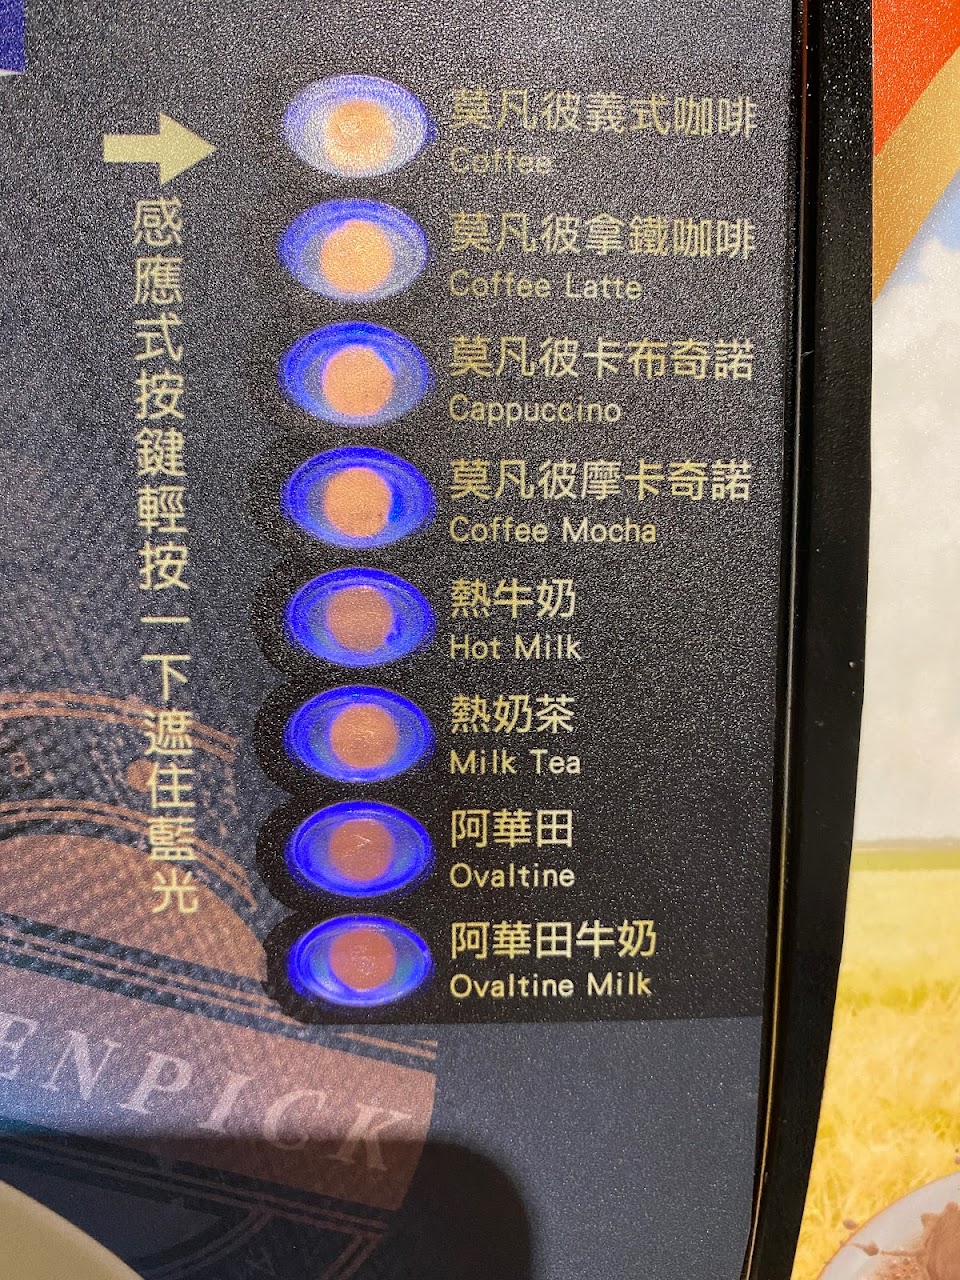 感應式按鍵輕按一下遮住藍光
莫凡彼義式咖啡
Coffee
莫凡彼拿鐵咖啡
Coffee Latte
莫凡彼卡布奇諾
Cappuccino
莫凡彼摩卡奇諾
Coffee Mocha
熱牛奶
Hot Milk
熱奶茶
Milk Tea
阿華田
Ovaltine
阿華田牛奶
Ovaltine Milk
ENPICK